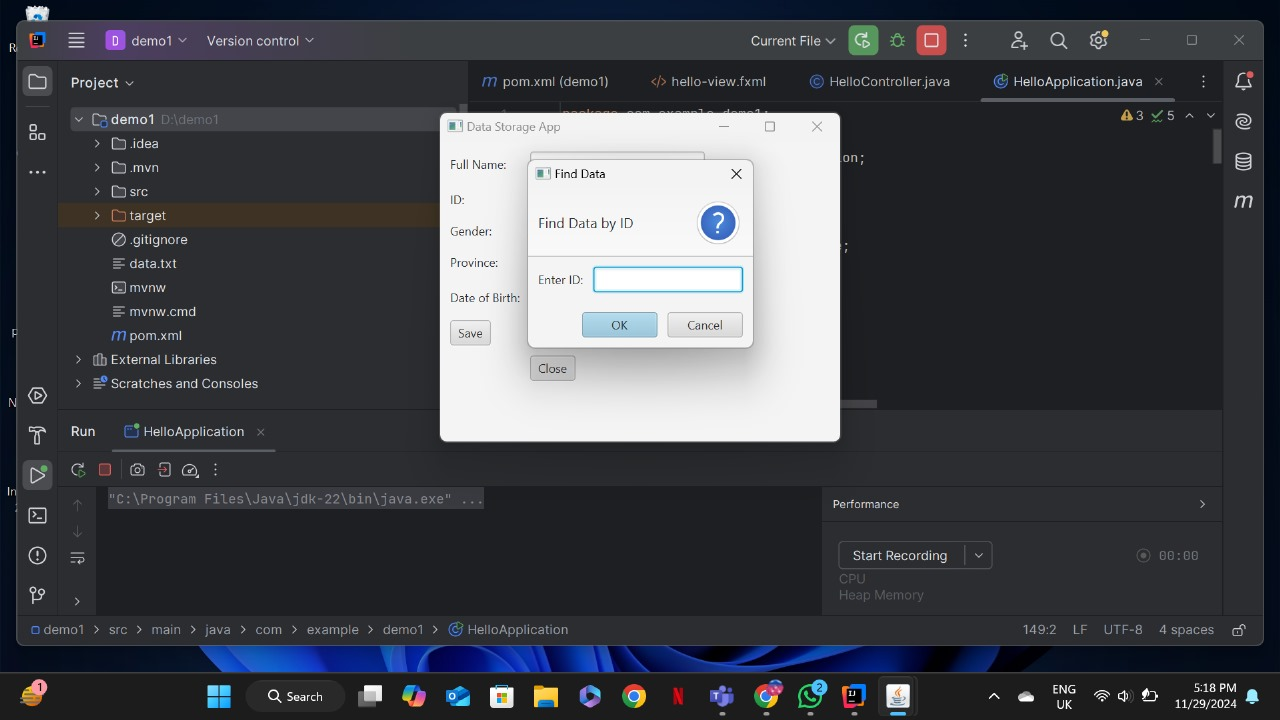 D demo1 Version control Current File
Project
pom.xml (demo1) hello-view.fxml HelloController.java HelloApplication.java
demo1 D:\demo1
.idea
.mvn
src
target
.gitignore
data.txt
mvnw
mvnw.cmd
pom.xml
External Libraries
Scratches and Consoles
3 5
Data Storage App
Full Name:
ID:
Gender:
Province:
Date of Birth:
Save
Close
Find Data
Find Data by ID
?
Enter ID:
OK Cancel
Run HelloApplication
"C:\Program Files\Java\jdk-22\bin\java.exe" ...
Performance
Start Recording 00:00
CPU
Heap Memory
demo1 > src > main > java > com > example > demo1 > HelloApplication 149:2 LF UTF-8 4 spaces
1 Search 2 ENG UK 5:18 PM
11/29/2024